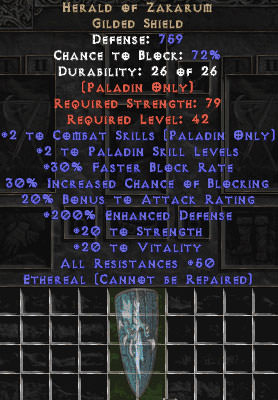 Herald of Zakarum
Gilded Shield
Defense: 759
Chance to Block: 72%
Durability: 26 of 26
(Paladin Only)
Required Strength: 79
Required Level: 42
+2 to Combat Skills (Paladin Only)
+2 to Paladin Skill Levels
+30% Faster Block Rate
30% Increased Chance of Blocking
20% Bonus to Attack Rating
+200% Enhanced Defense
+20 to Strength
+20 to Vitality
All Resistances +50
Ethereal (Cannot be Repaired)